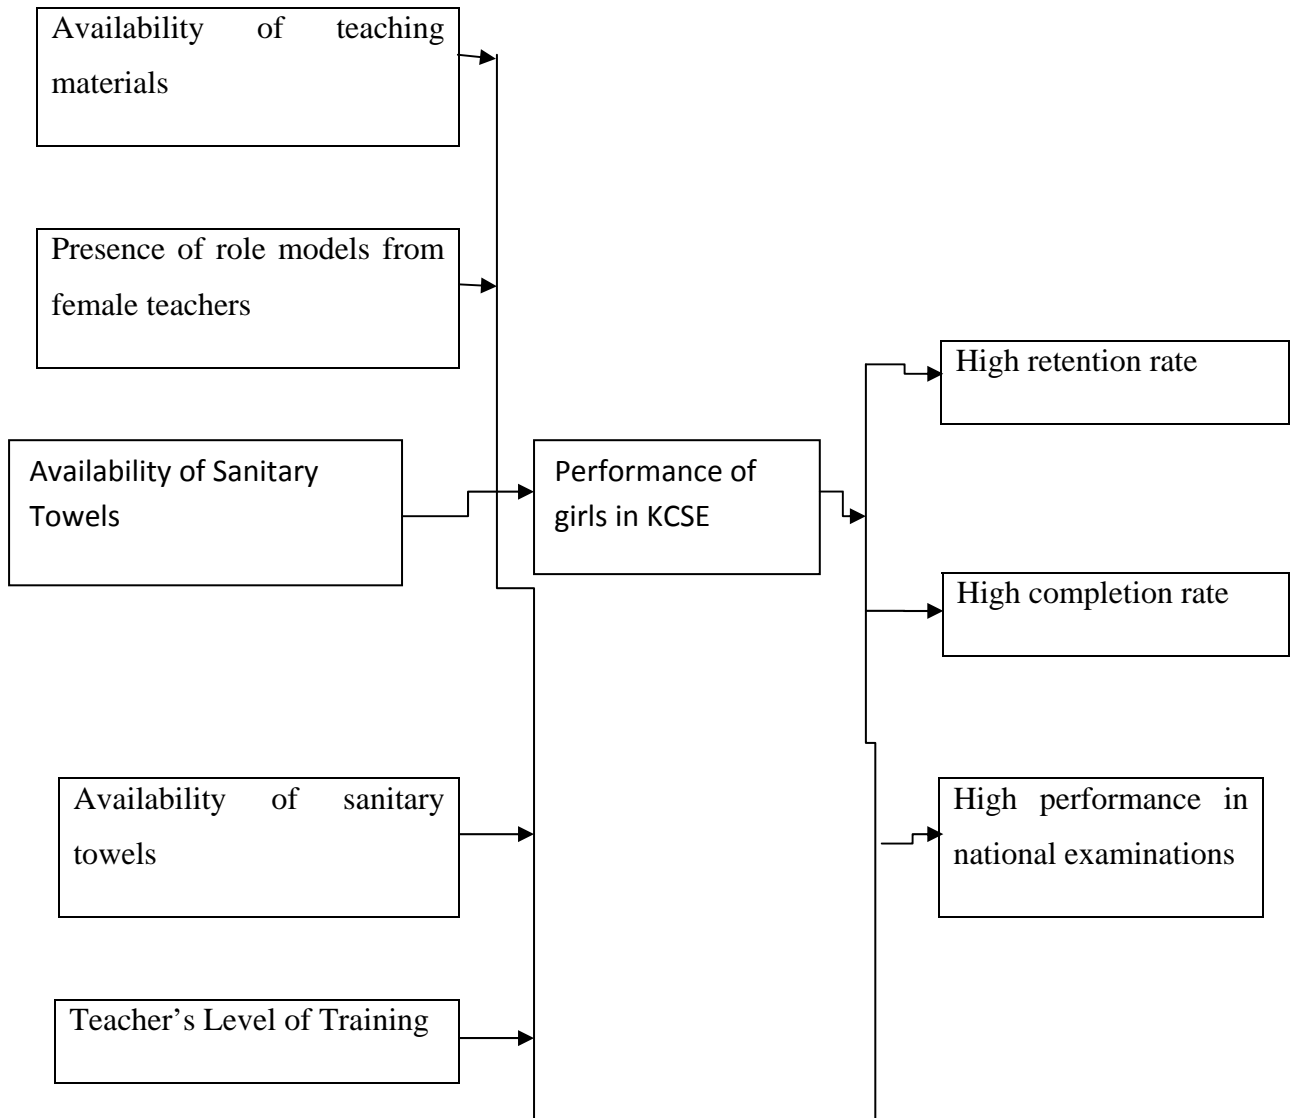 Availability of teaching
materials
Presence of role models from
female teachers
Availability of Sanitary
Towels
Availability of sanitary
towels
Teacher’s Level of Training
Performance of
girls in KCSE
High retention rate
High completion rate
High performance in
national examinations